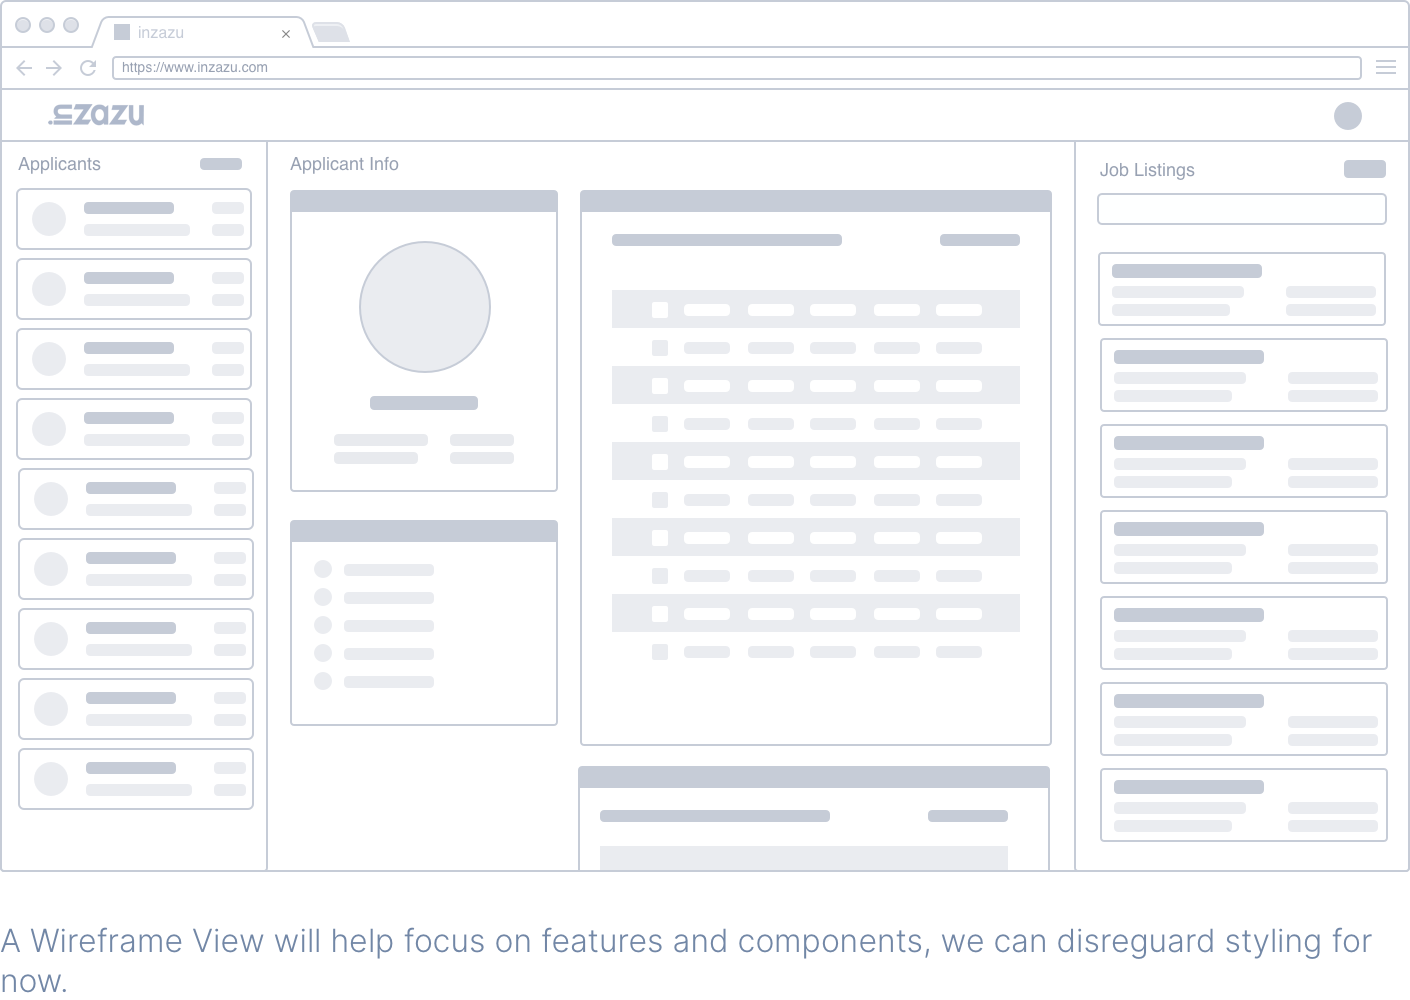 inzazu ×
https://www.inzazu.com
inzazu
Applicants
Applicant Info
Job Listings
A Wireframe View will help focus on features and components, we can disreguard styling for
now.